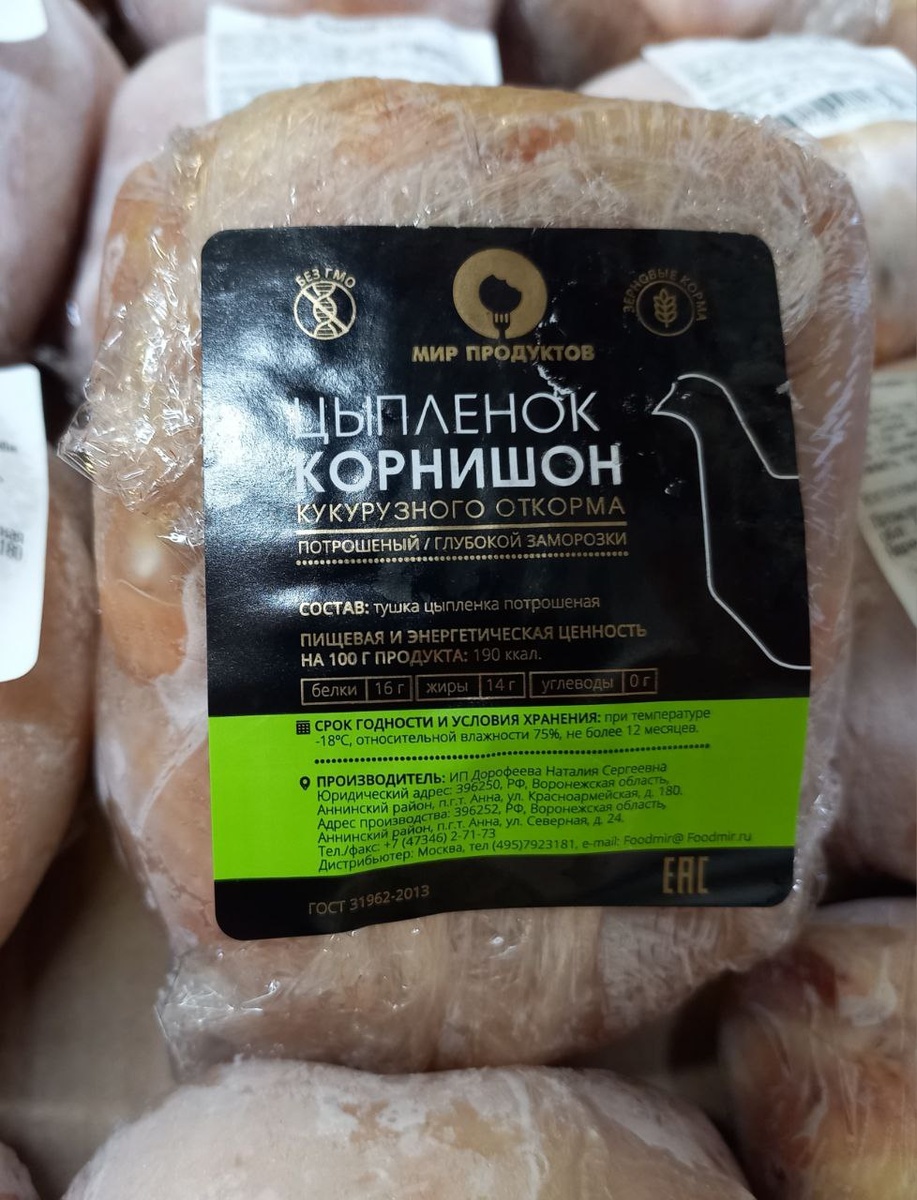 БЕЗ ГМО
ЗЕРНОВЫЕ КОРМА
МИР ПРОДУКТОВ
ЦЫПЛЕНОК
КОРНИШОН
КУКУРУЗНОГО ОТКОРМА
ПОТРОШЕНЫЙ / ГЛУБОКОЙ ЗАМОРОЗКИ
СОСТАВ: тушка цыпленка потрошеная
ПИЩЕВАЯ И ЭНЕРГЕТИЧЕСКАЯ ЦЕННОСТЬ
НА 100 Г ПРОДУКТА: 190 ккал.
белки 16 г жиры 14 г углеводы 0 г
СРОК ГОДНОСТИ И УСЛОВИЯ ХРАНЕНИЯ: при температуре
-18°С, относительной влажности 75%, не более 12 месяцев.
ПРОИЗВОДИТЕЛЬ: ИП Дорофеева Наталия Сергеевна
Юридический адрес: 396250, РФ, Воронежская область,
Аннинский район, п.г.т. Анна, ул. Красноармейская, д. 180.
Адрес производства: 396252, РФ, Воронежская область,
Аннинский район, п.г.т. Анна, ул. Северная, д. 24.
Тел./факс: +7 (47346) 2-71-73
Дистрибьютер: Москва, тел (495)7923181, e-mail: Foodmir@ Foodmir.ru
ГОСТ 31962-2013
ЕАС